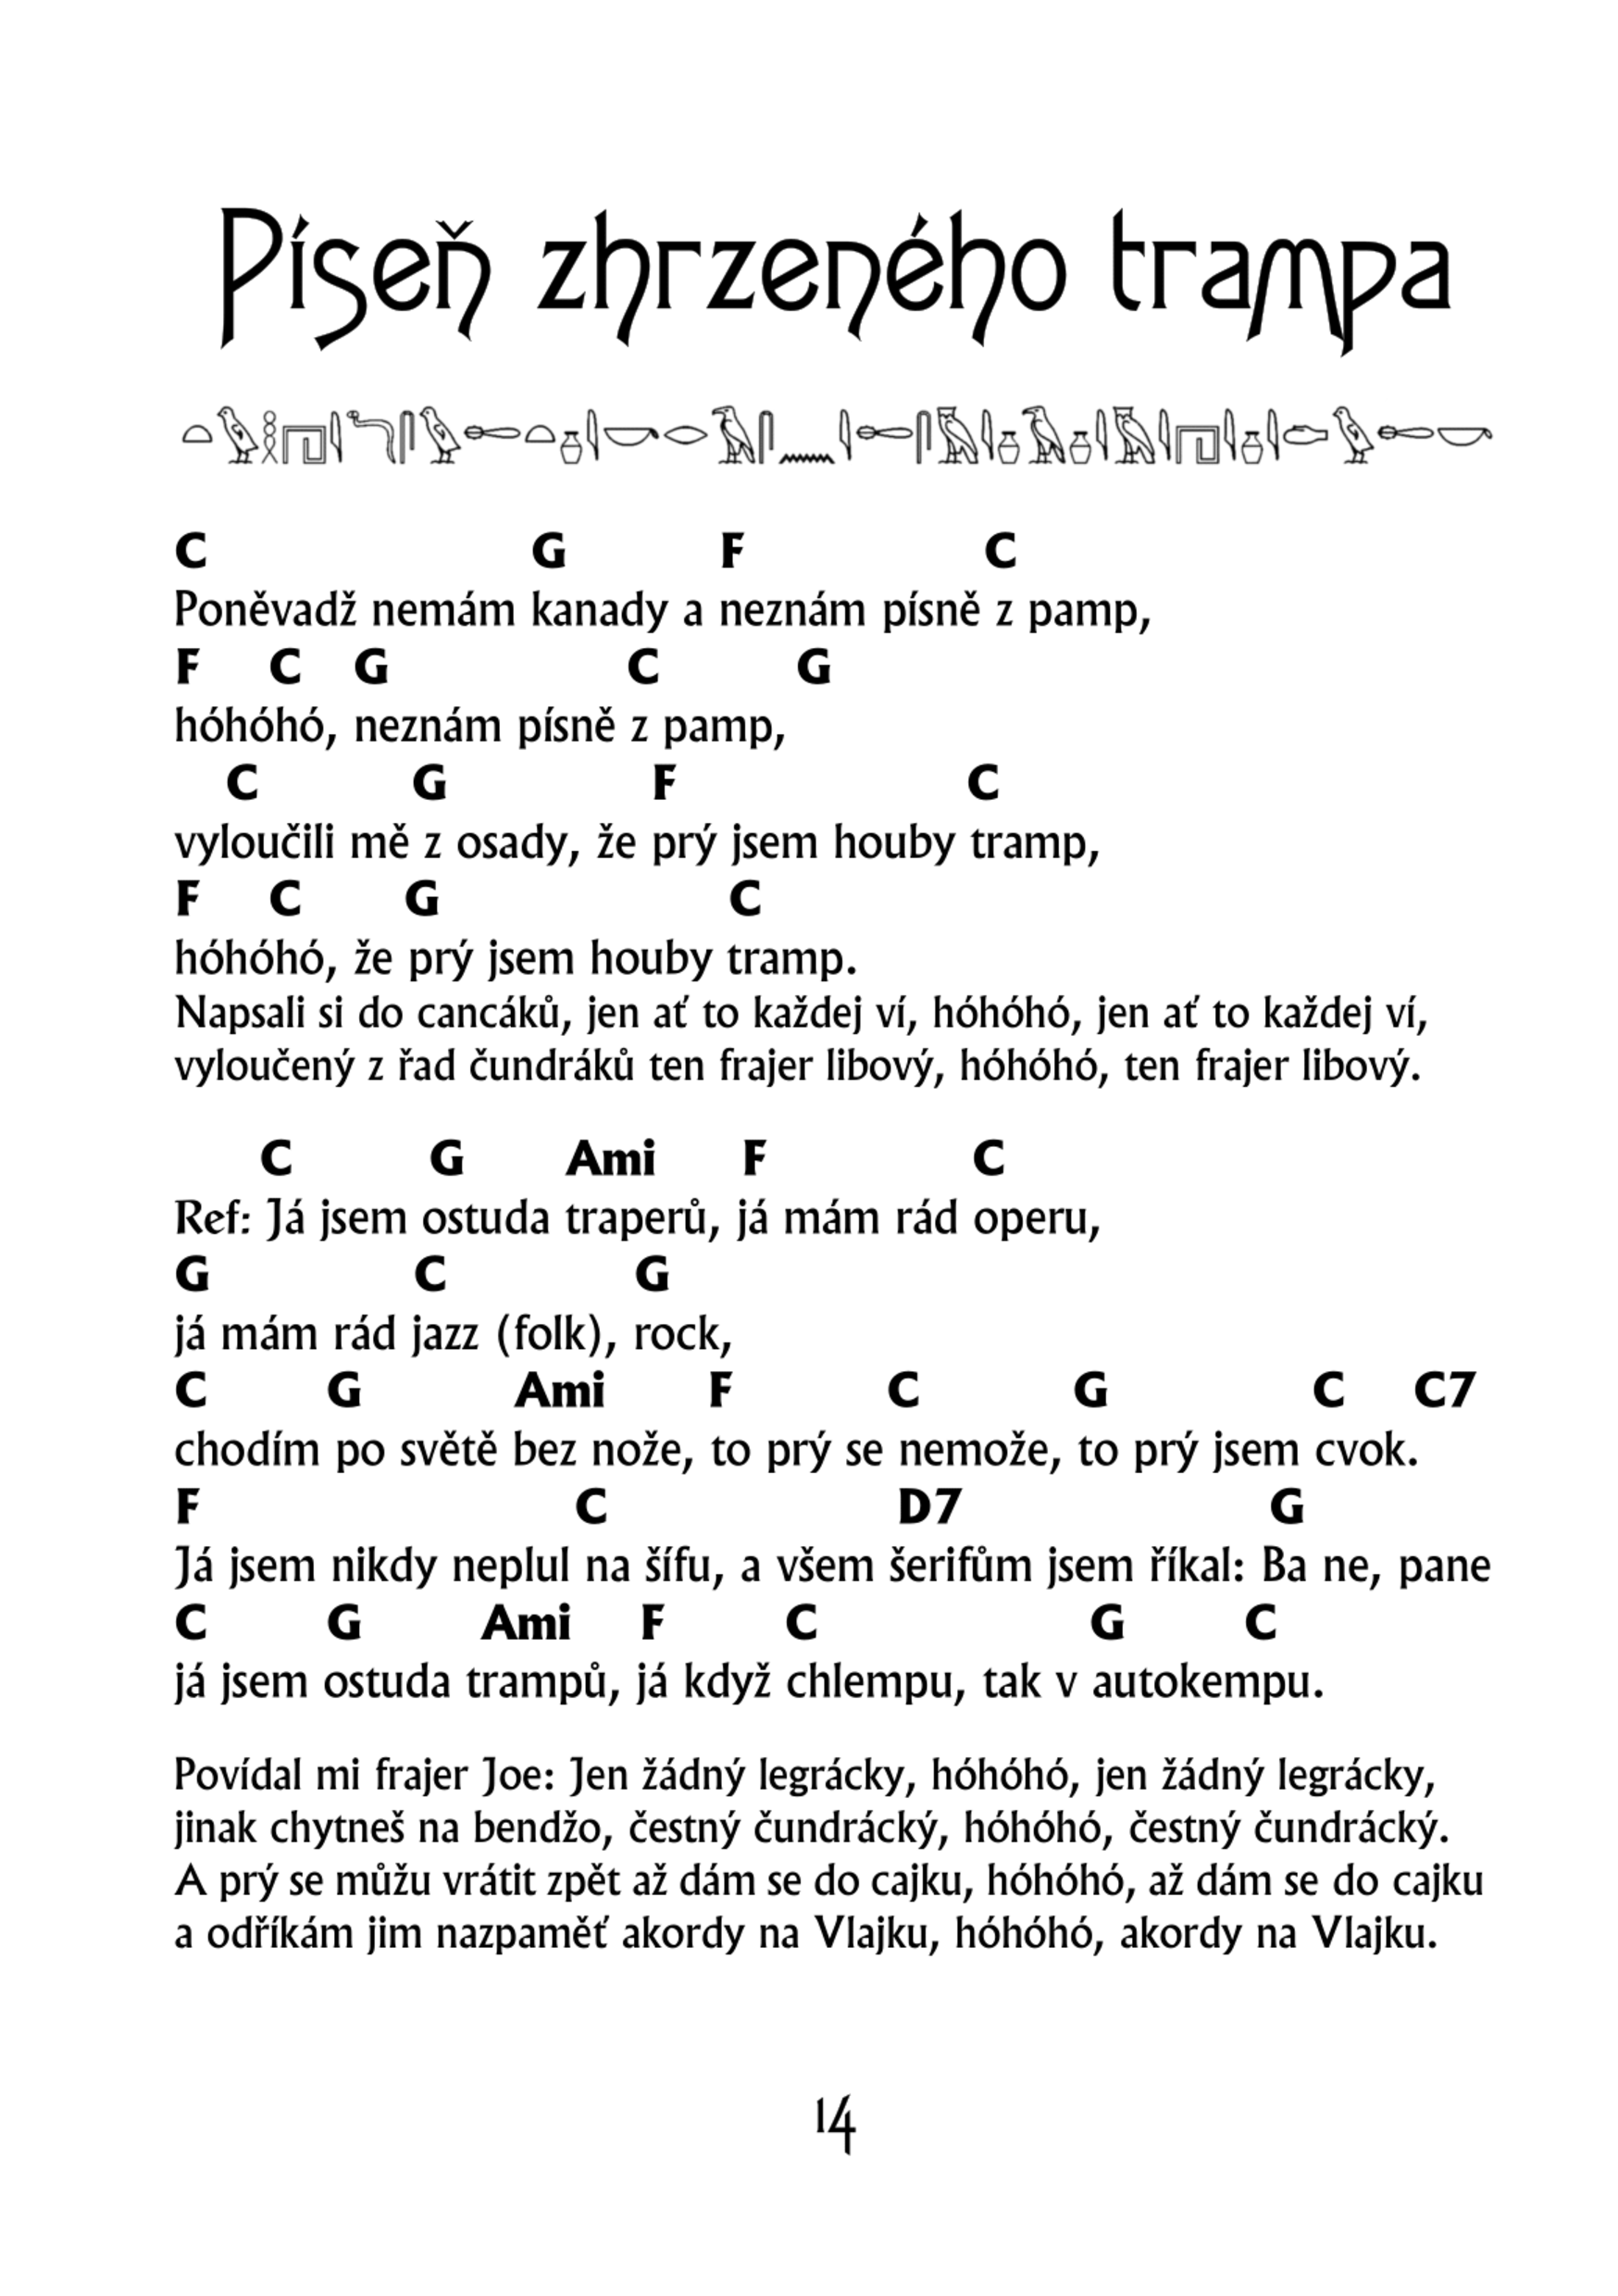 Píseň zhrzeného trampa
C G F C
Poněvadž nemám kanady a neznám písně z pamp,
F C G C G
hóhóhó, neznám písně z pamp,
C G F C
vyloučili mě z osady, že prý jsem houby tramp,
F C G C
hóhóhó, že prý jsem houby tramp.
Napsali si do cancáků, jen ať to každej ví, hóhóhó, jen ať to každej ví,
vyloučený z řad čundráků ten frajer libový, hóhóhó, ten frajer libový.
C G Ami F C
Ref: Já jsem ostuda traperů, já mám rád operu,
G C G
já mám rád jazz (folk), rock,
C G Ami F C G C C7
chodím po světě bez nože, to prý se nemože, to prý jsem cvok.
F C D7 G
Já jsem nikdy neplul na šífu, a všem šerifům jsem říkal: Ba ne, pane
C G Ami F C G C
já jsem ostuda trampů, já když chlempu, tak v autokempu.
Povídal mi frajer Joe: Jen žádný legrácky, hóhóhó, jen žádný legrácky,
jinak chytneš na bendžo, čestný čundrácký, hóhóhó, čestný čundrácký.
A prý se můžu vrátit zpět až dám se do cajku, hóhóhó, až dám se do cajku
a odříkám jim nazpaměť akordy na Vlajku, hóhóhó, akordy na Vlajku.
14